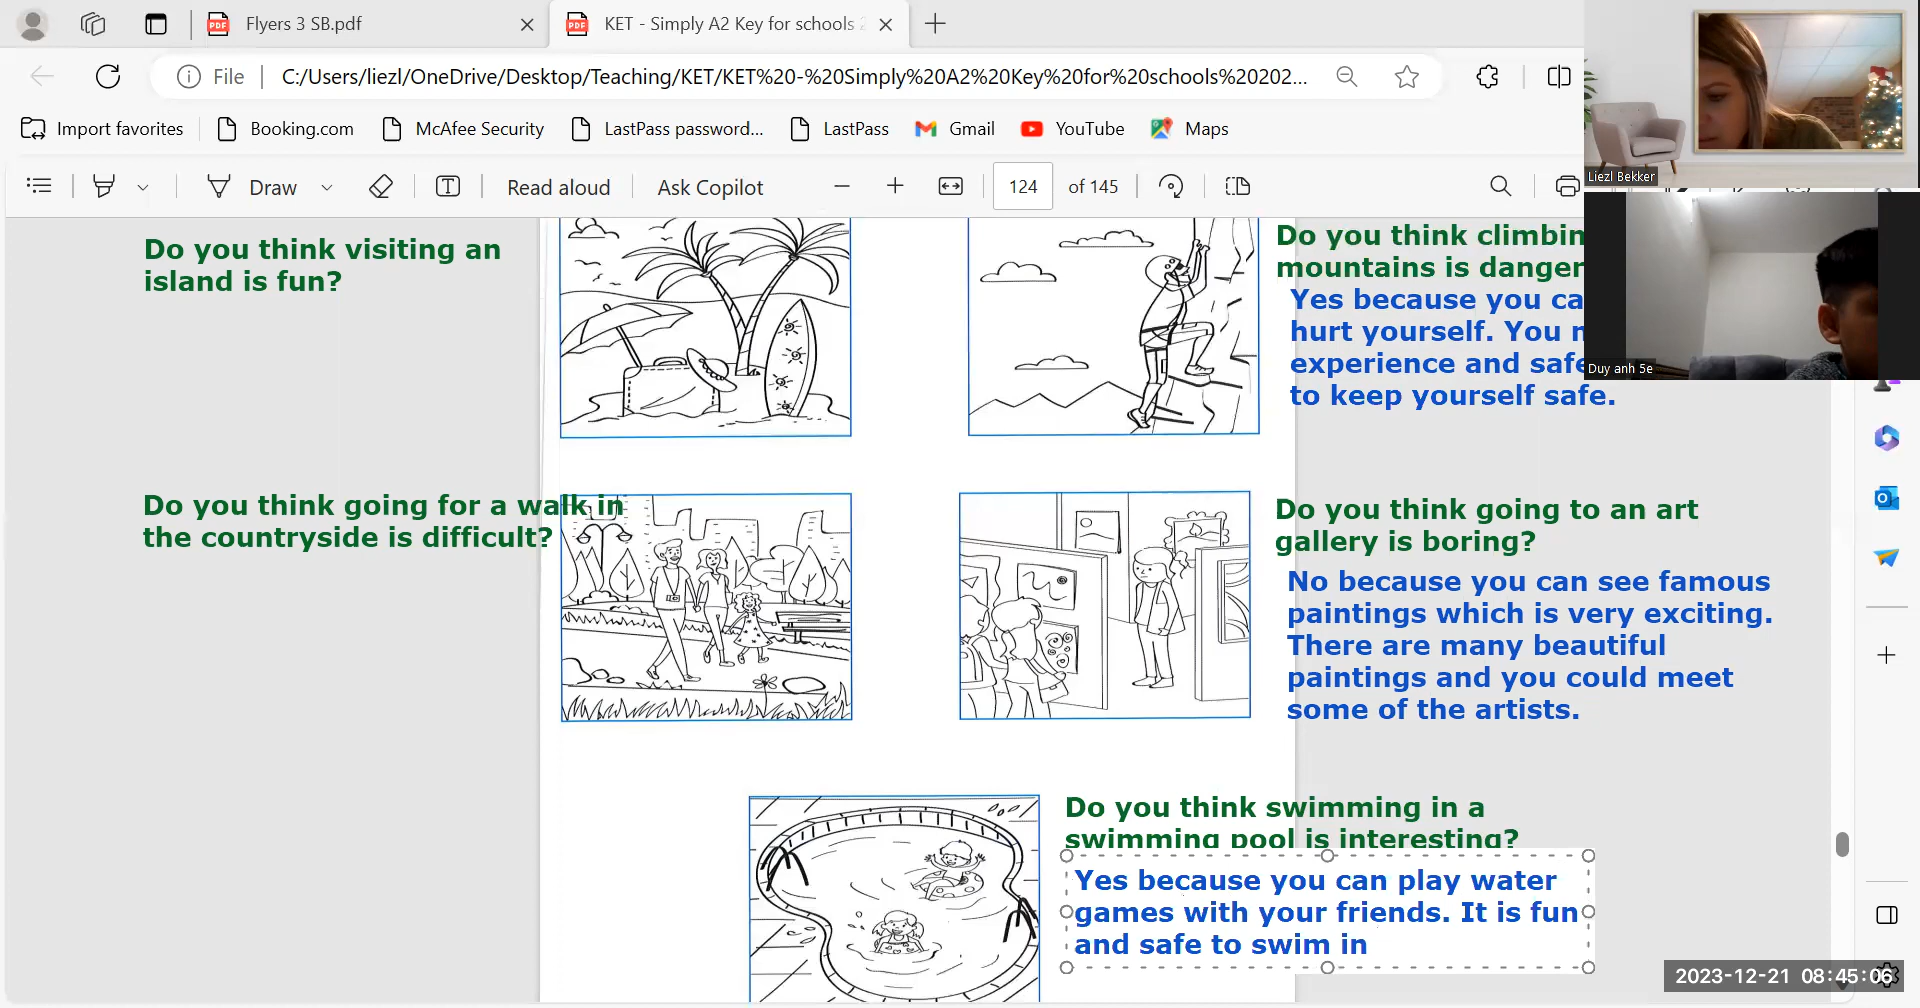 Flyers 3 SB.pdf
KET - Simply A2 Key for schools
File
C:/Users/liezl/OneDrive/Desktop/Teaching/KET/KET%20-%20Simply%20A2%20Key%20for%20schools%20202...
Import favorites
Booking.com
McAfee Security
LastPass password...
LastPass
Gmail
YouTube
Maps
Draw
Read aloud
Ask Copilot
124
of 145
Liezl Bekker
Duy anh 5e
Do you think visiting an
island is fun?
Do you think climbin
mountains is danger
Yes because you ca
hurt yourself. You
experience and safe
to keep yourself safe.
Do you think going for a walk in
the countryside is difficult?
Do you think going to an art
gallery is boring?
No because you can see famous
paintings which is very exciting.
There are many beautiful
paintings and you could meet
some of the artists.
Do you think swimming in a
swimming pool is interesting?
Yes because you can play water
games with your friends. It is fun
and safe to swim in
2023-12-21 08:45:06